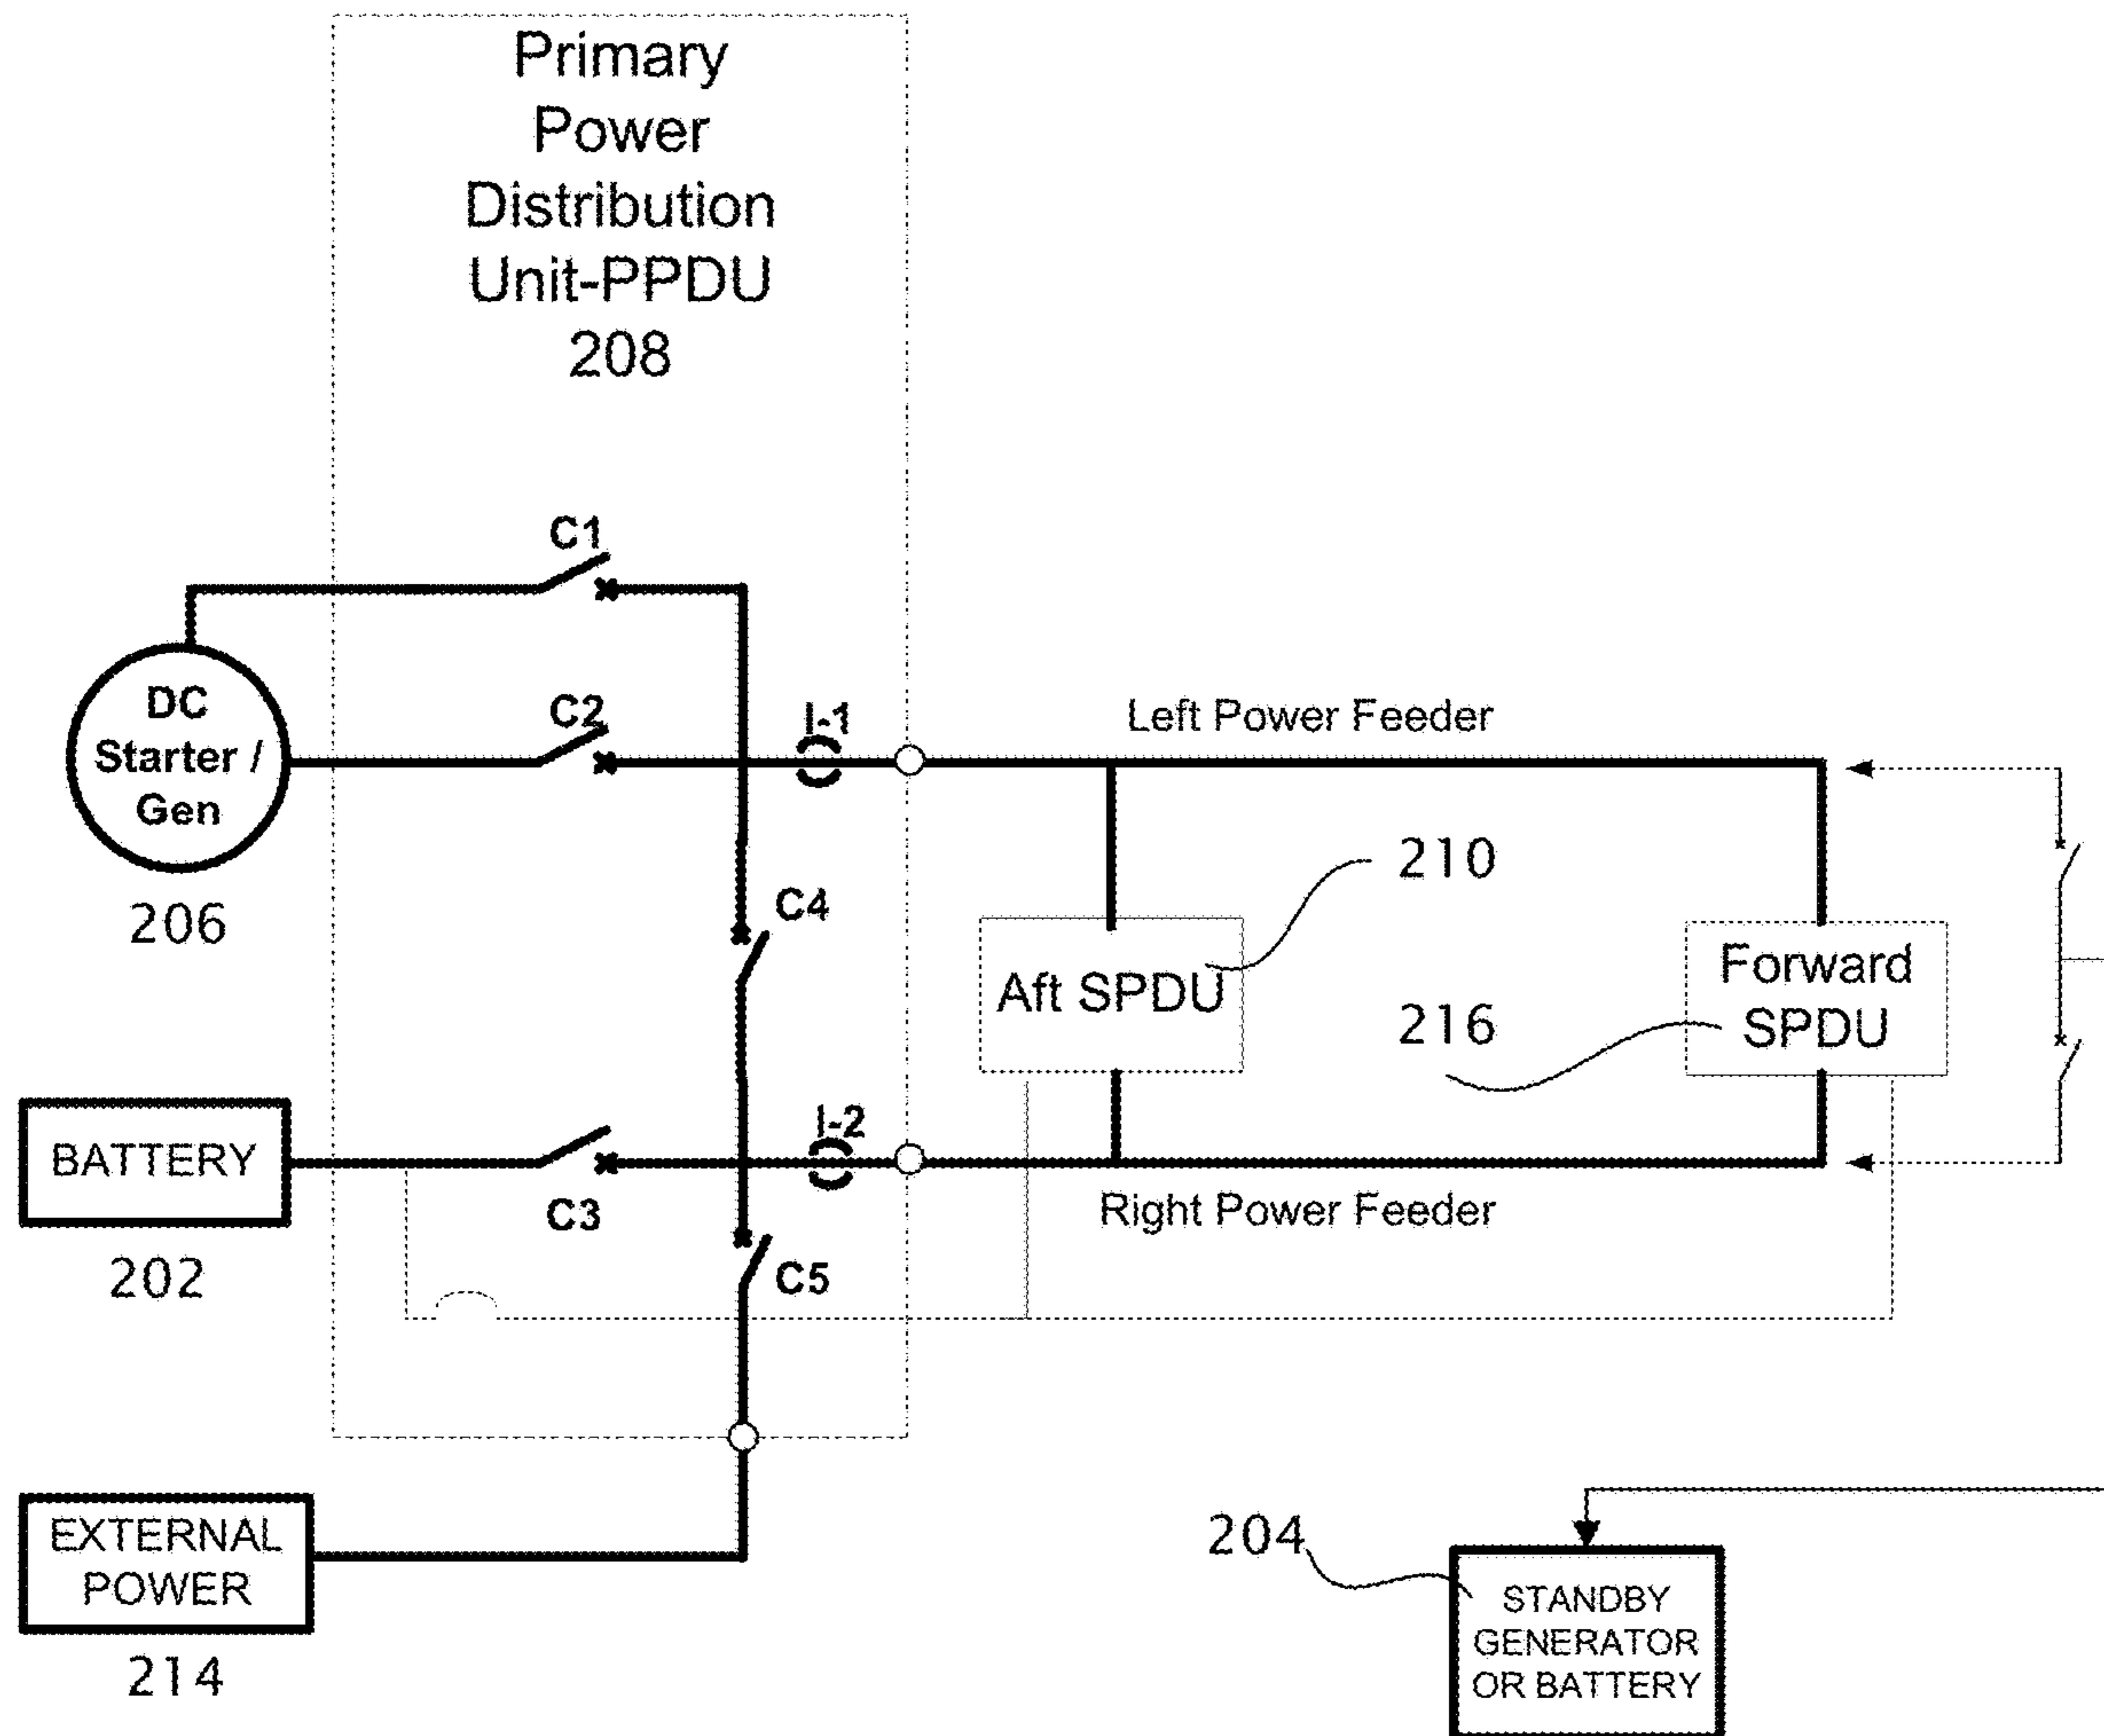 Primary
Power
Distribution
Unit-PPDU
208
C1
DC
Starter /
Gen
206
C2
I-1
Left Power Feeder
C4
210
Aft SPDU
216
Forward
SPDU
BATTERY
202
C3
I-2
Right Power Feeder
C5
EXTERNAL
POWER
214
204
STANDBY
GENERATOR
OR BATTERY